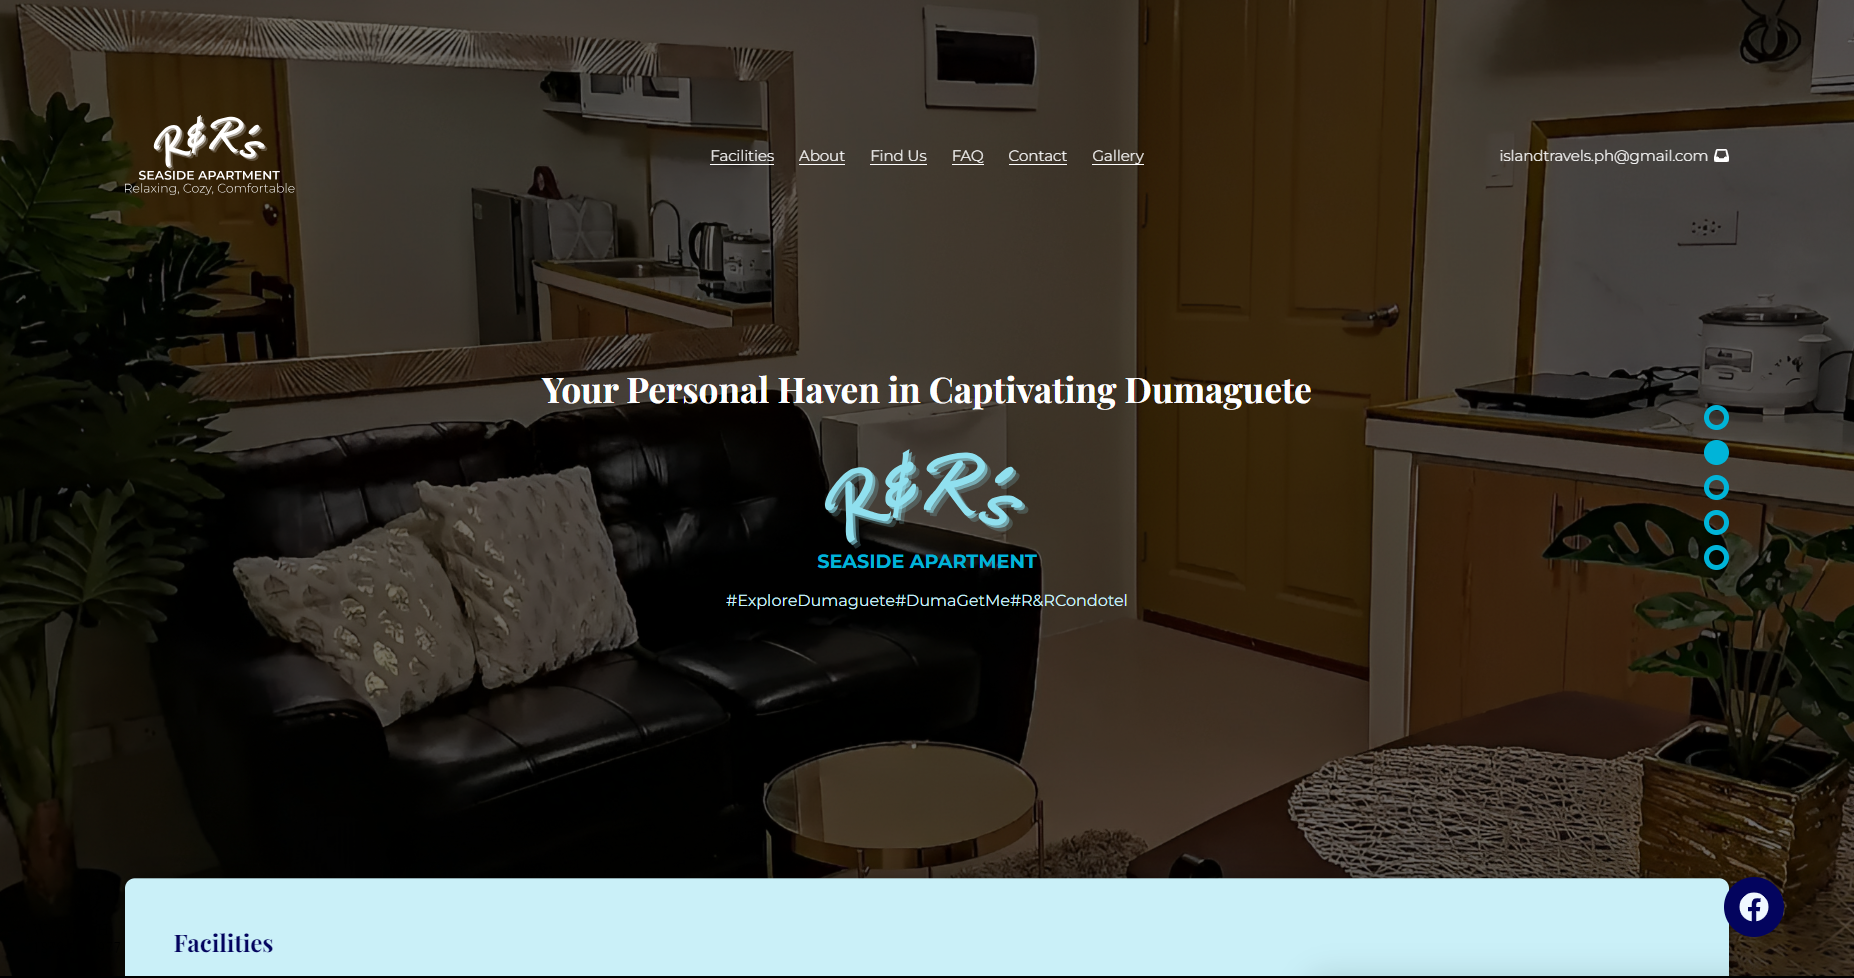 R&R's
SEASIDE APARTMENT
Relaxing, Cozy, Comfortable
Facilities About Find Us FAQ Contact Gallery
islandtravels.ph@gmail.com
Your Personal Haven in Captivating Dumaguete
R&R's
SEASIDE APARTMENT
#ExploreDumaguete#DumaGetMe#R&RCondotel
Facilities